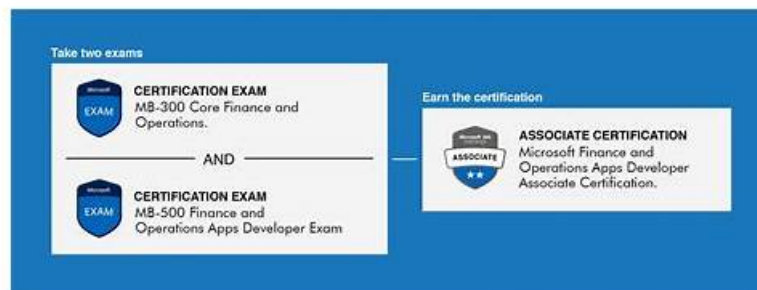 Take two exams
Microsoft
EXAM
CERTIFICATION EXAM
MB-300 Core Finance and
Operations.
AND
Microsoft
EXAM
CERTIFICATION EXAM
MB-500 Finance and
Operations Apps Developer Exam
Earn the certification
ASSOCIATE
ASSOCIATE CERTIFICATION
Microsoft Finance and
Operations Apps Developer
Associate Certification.